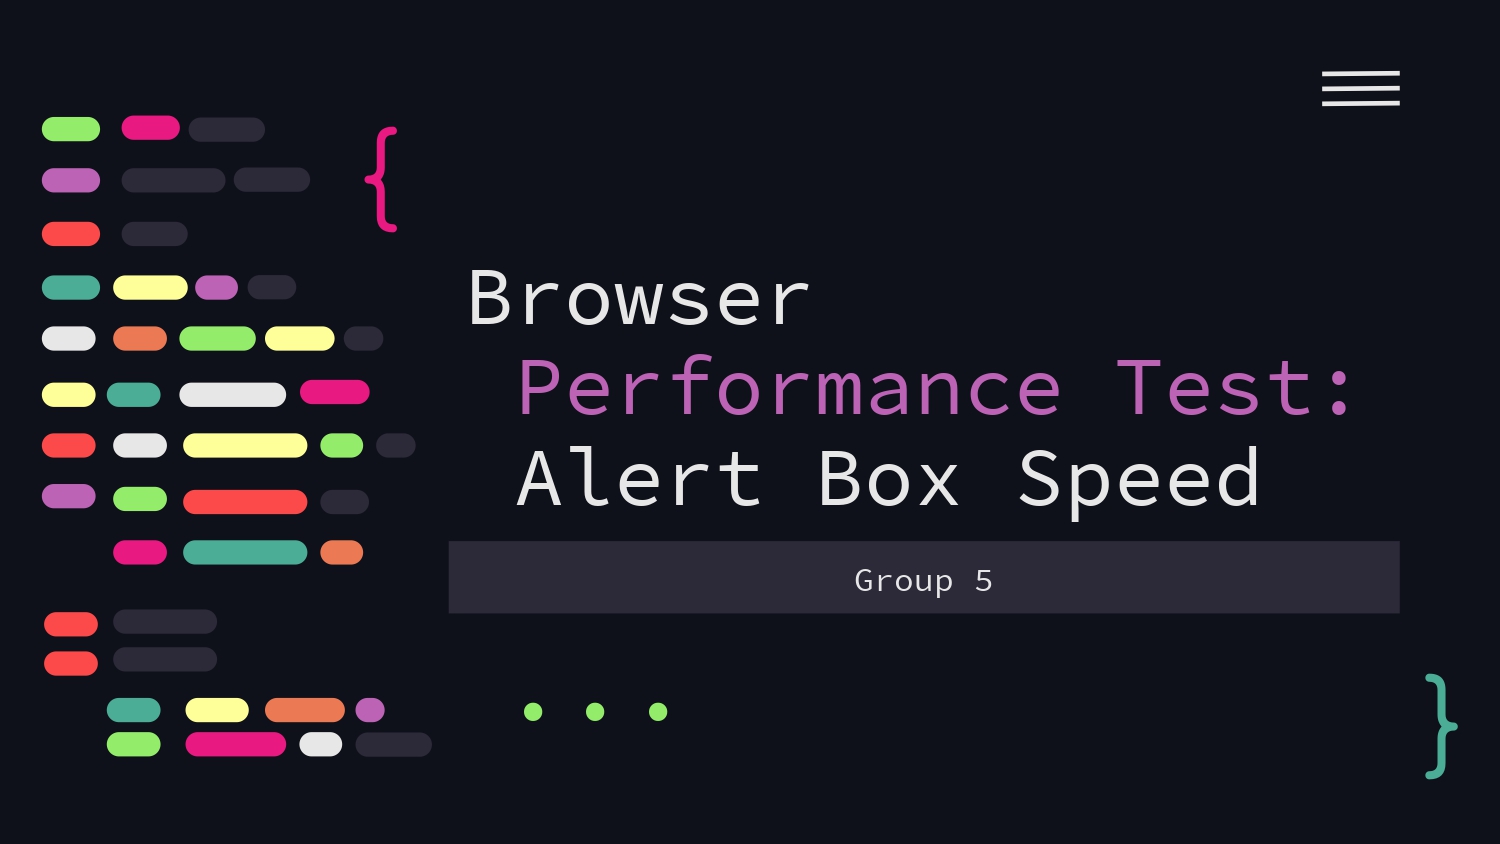 {
Browser
Performance Test:
Alert Box Speed
Group 5
}